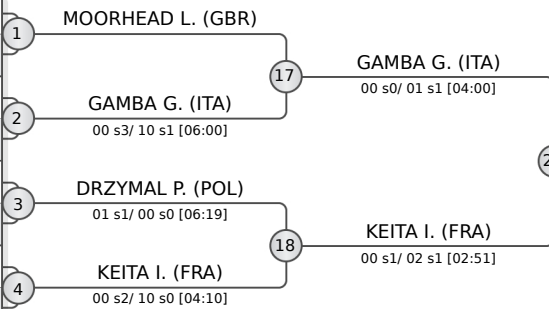 MOORHEAD L. (GBR)
1
17
GAMBA G. (ITA)
00 s0/ 01 s1 [04:00]
GAMBA G. (ITA)
2
00 s3/ 10 s1 [06:00]
DRZYMAL P. (POL)
3
01 s1/ 00 s0 [06:19]
18
KEITA I. (FRA)
00 s1/ 02 s1 [02:51]
KEITA I. (FRA)
4
00 s2/ 10 s0 [04:10]